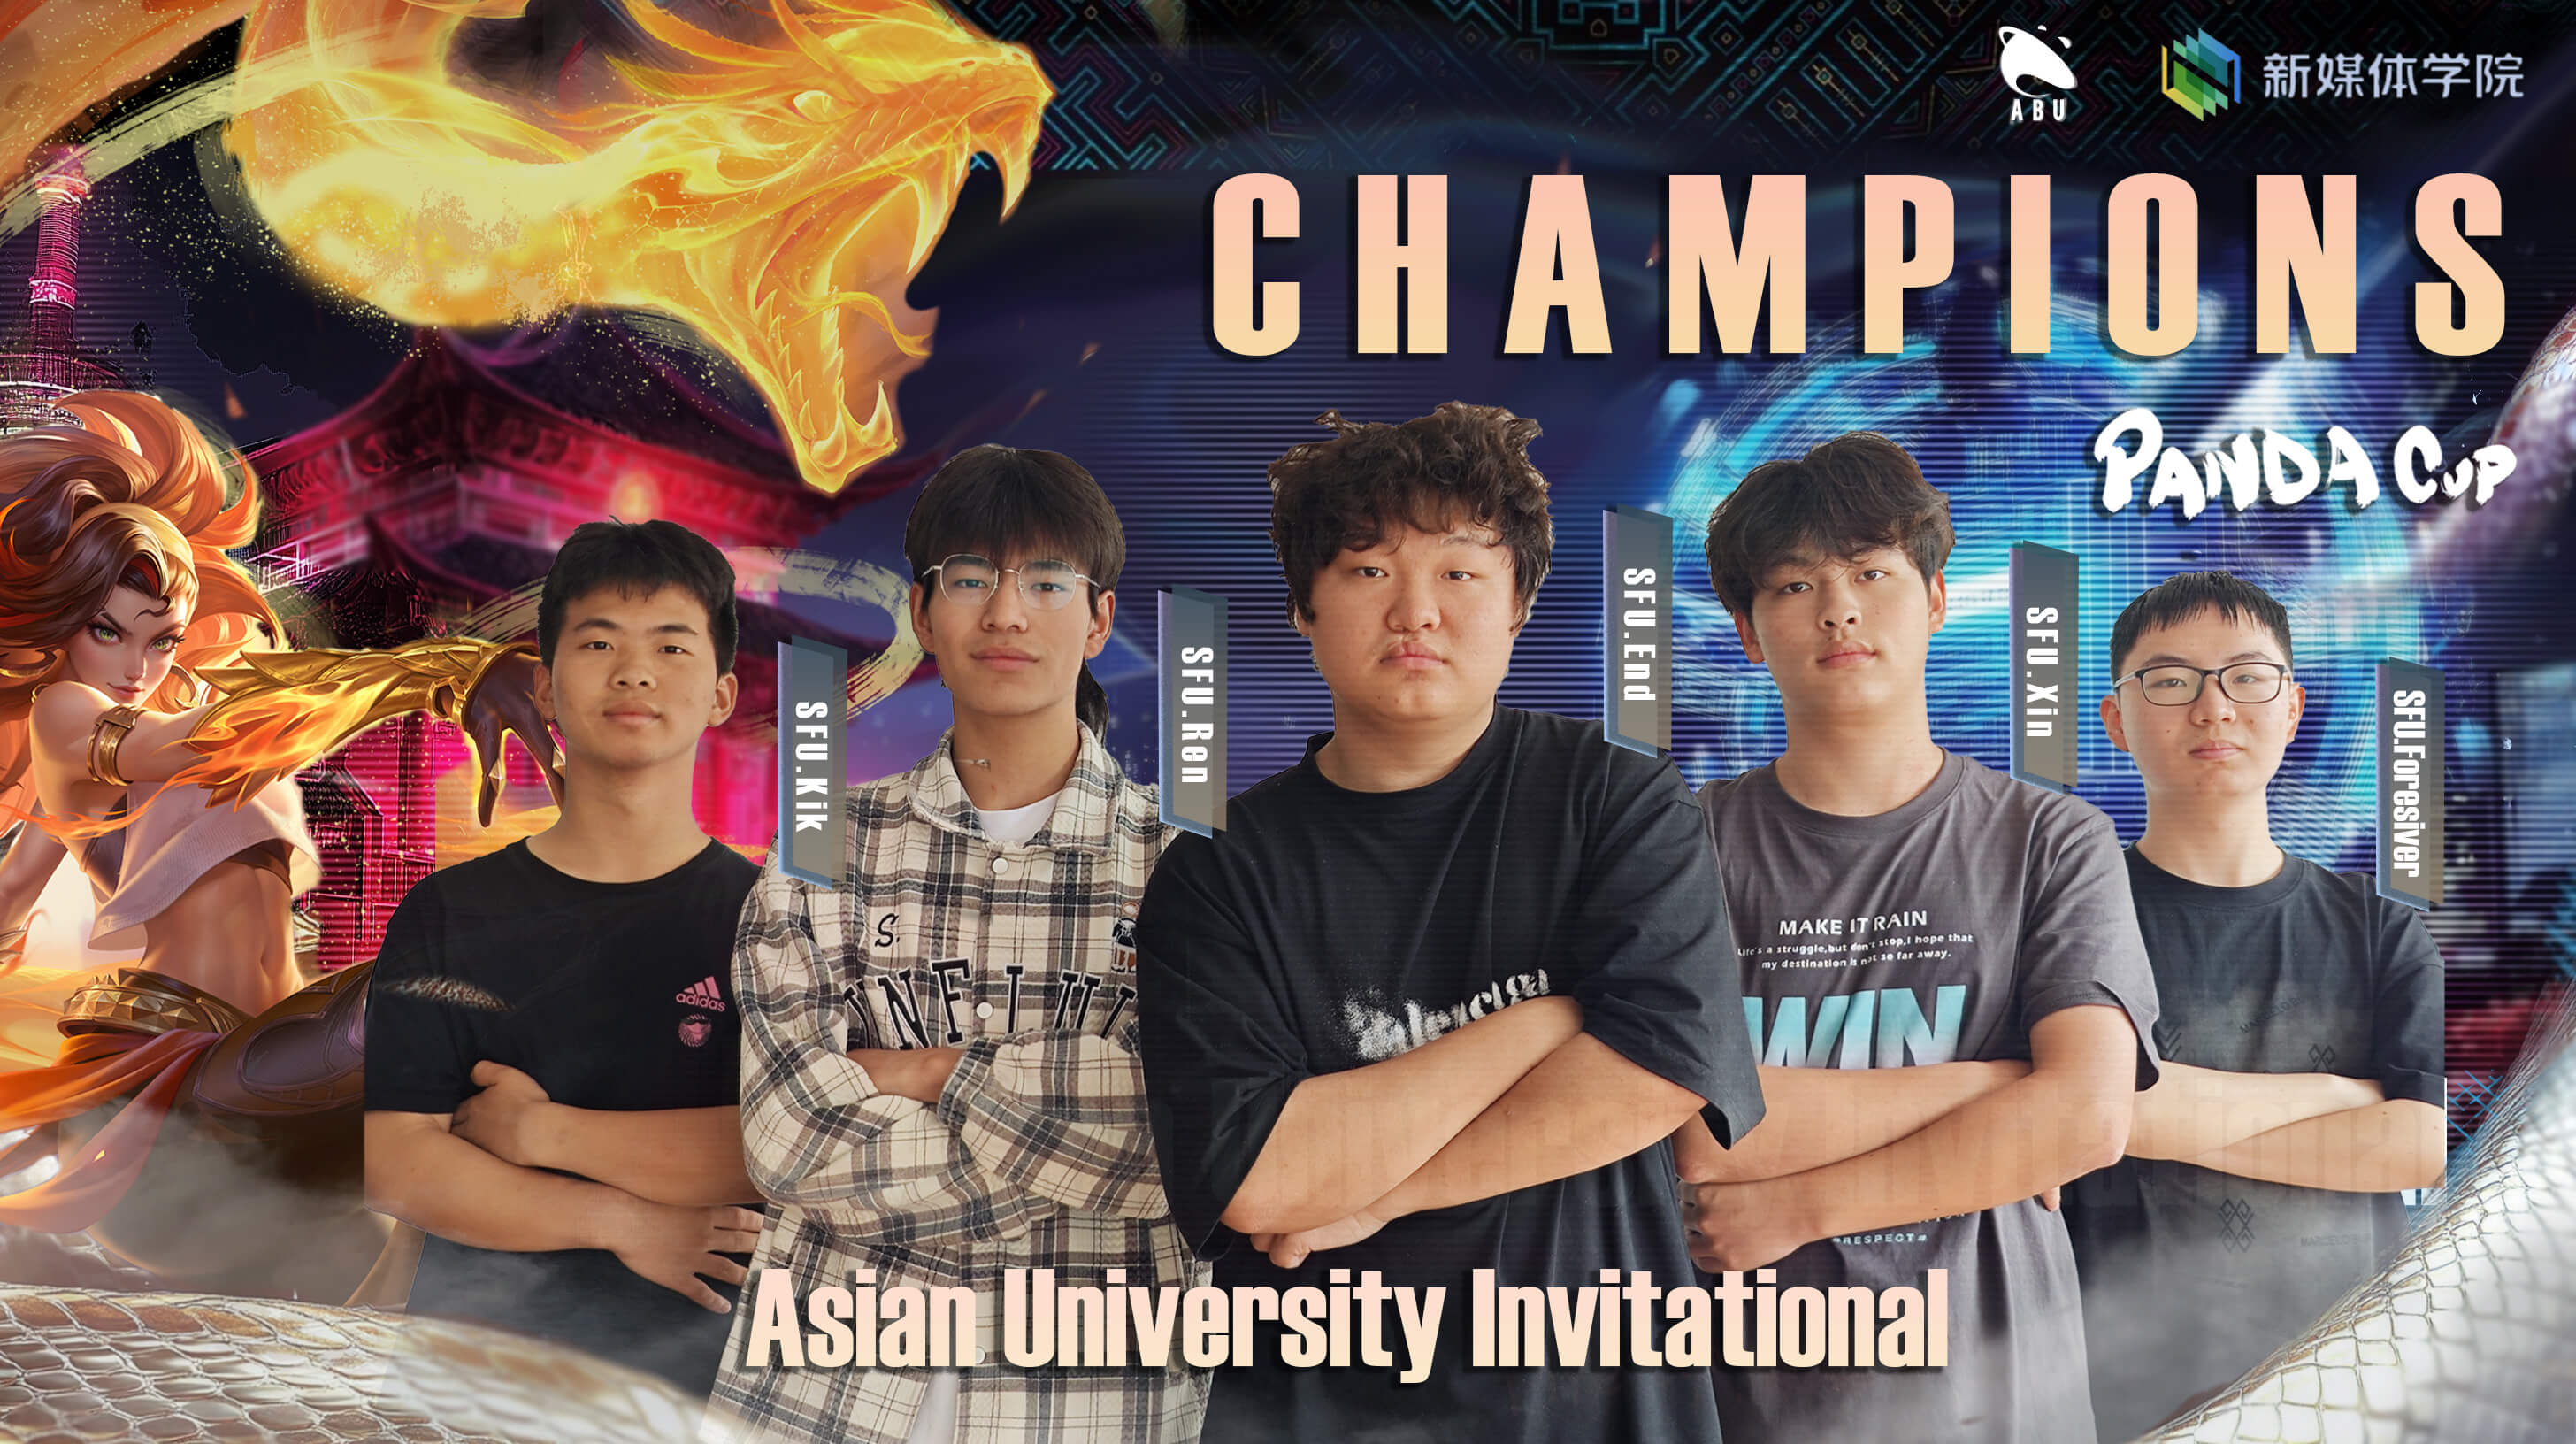 ABU
新媒体学院
CHAMPIONS
PANDA CUP
SFU.Kik
SFU.Ren
SFU.End
SFU.Xin
SFU.Foresiver
adidas
S.
MAKE IT RAIN
Life's a struggle,but don't stop,I hope that
my destination is not so far away.
WIN
RESPECT
Asian University Invitational